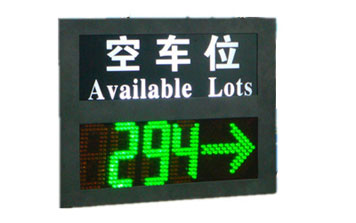 空车位
Available Lots
294→